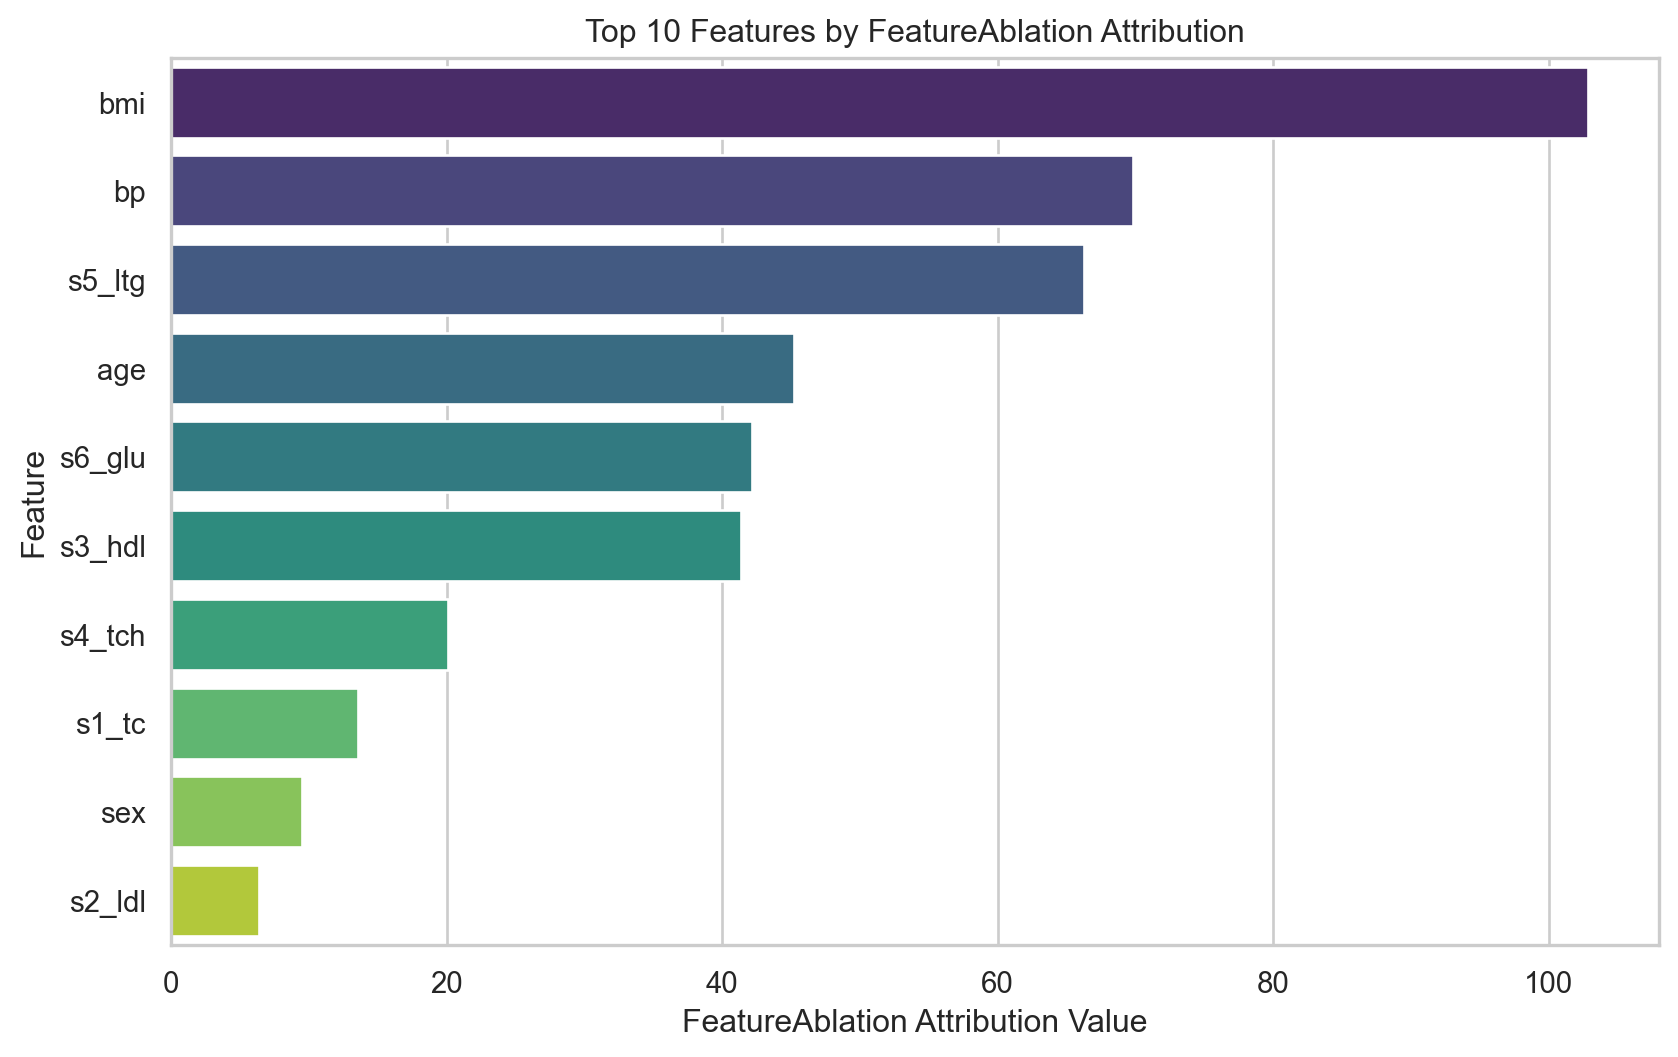 Top 10 Features by FeatureAblation Attribution
Feature
bmi
bp
s5_ltg
age
s6_glu
s3_hdl
s4_tch
s1_tc
sex
s2_ldl
0 20 40 60 80 100
FeatureAblation Attribution Value